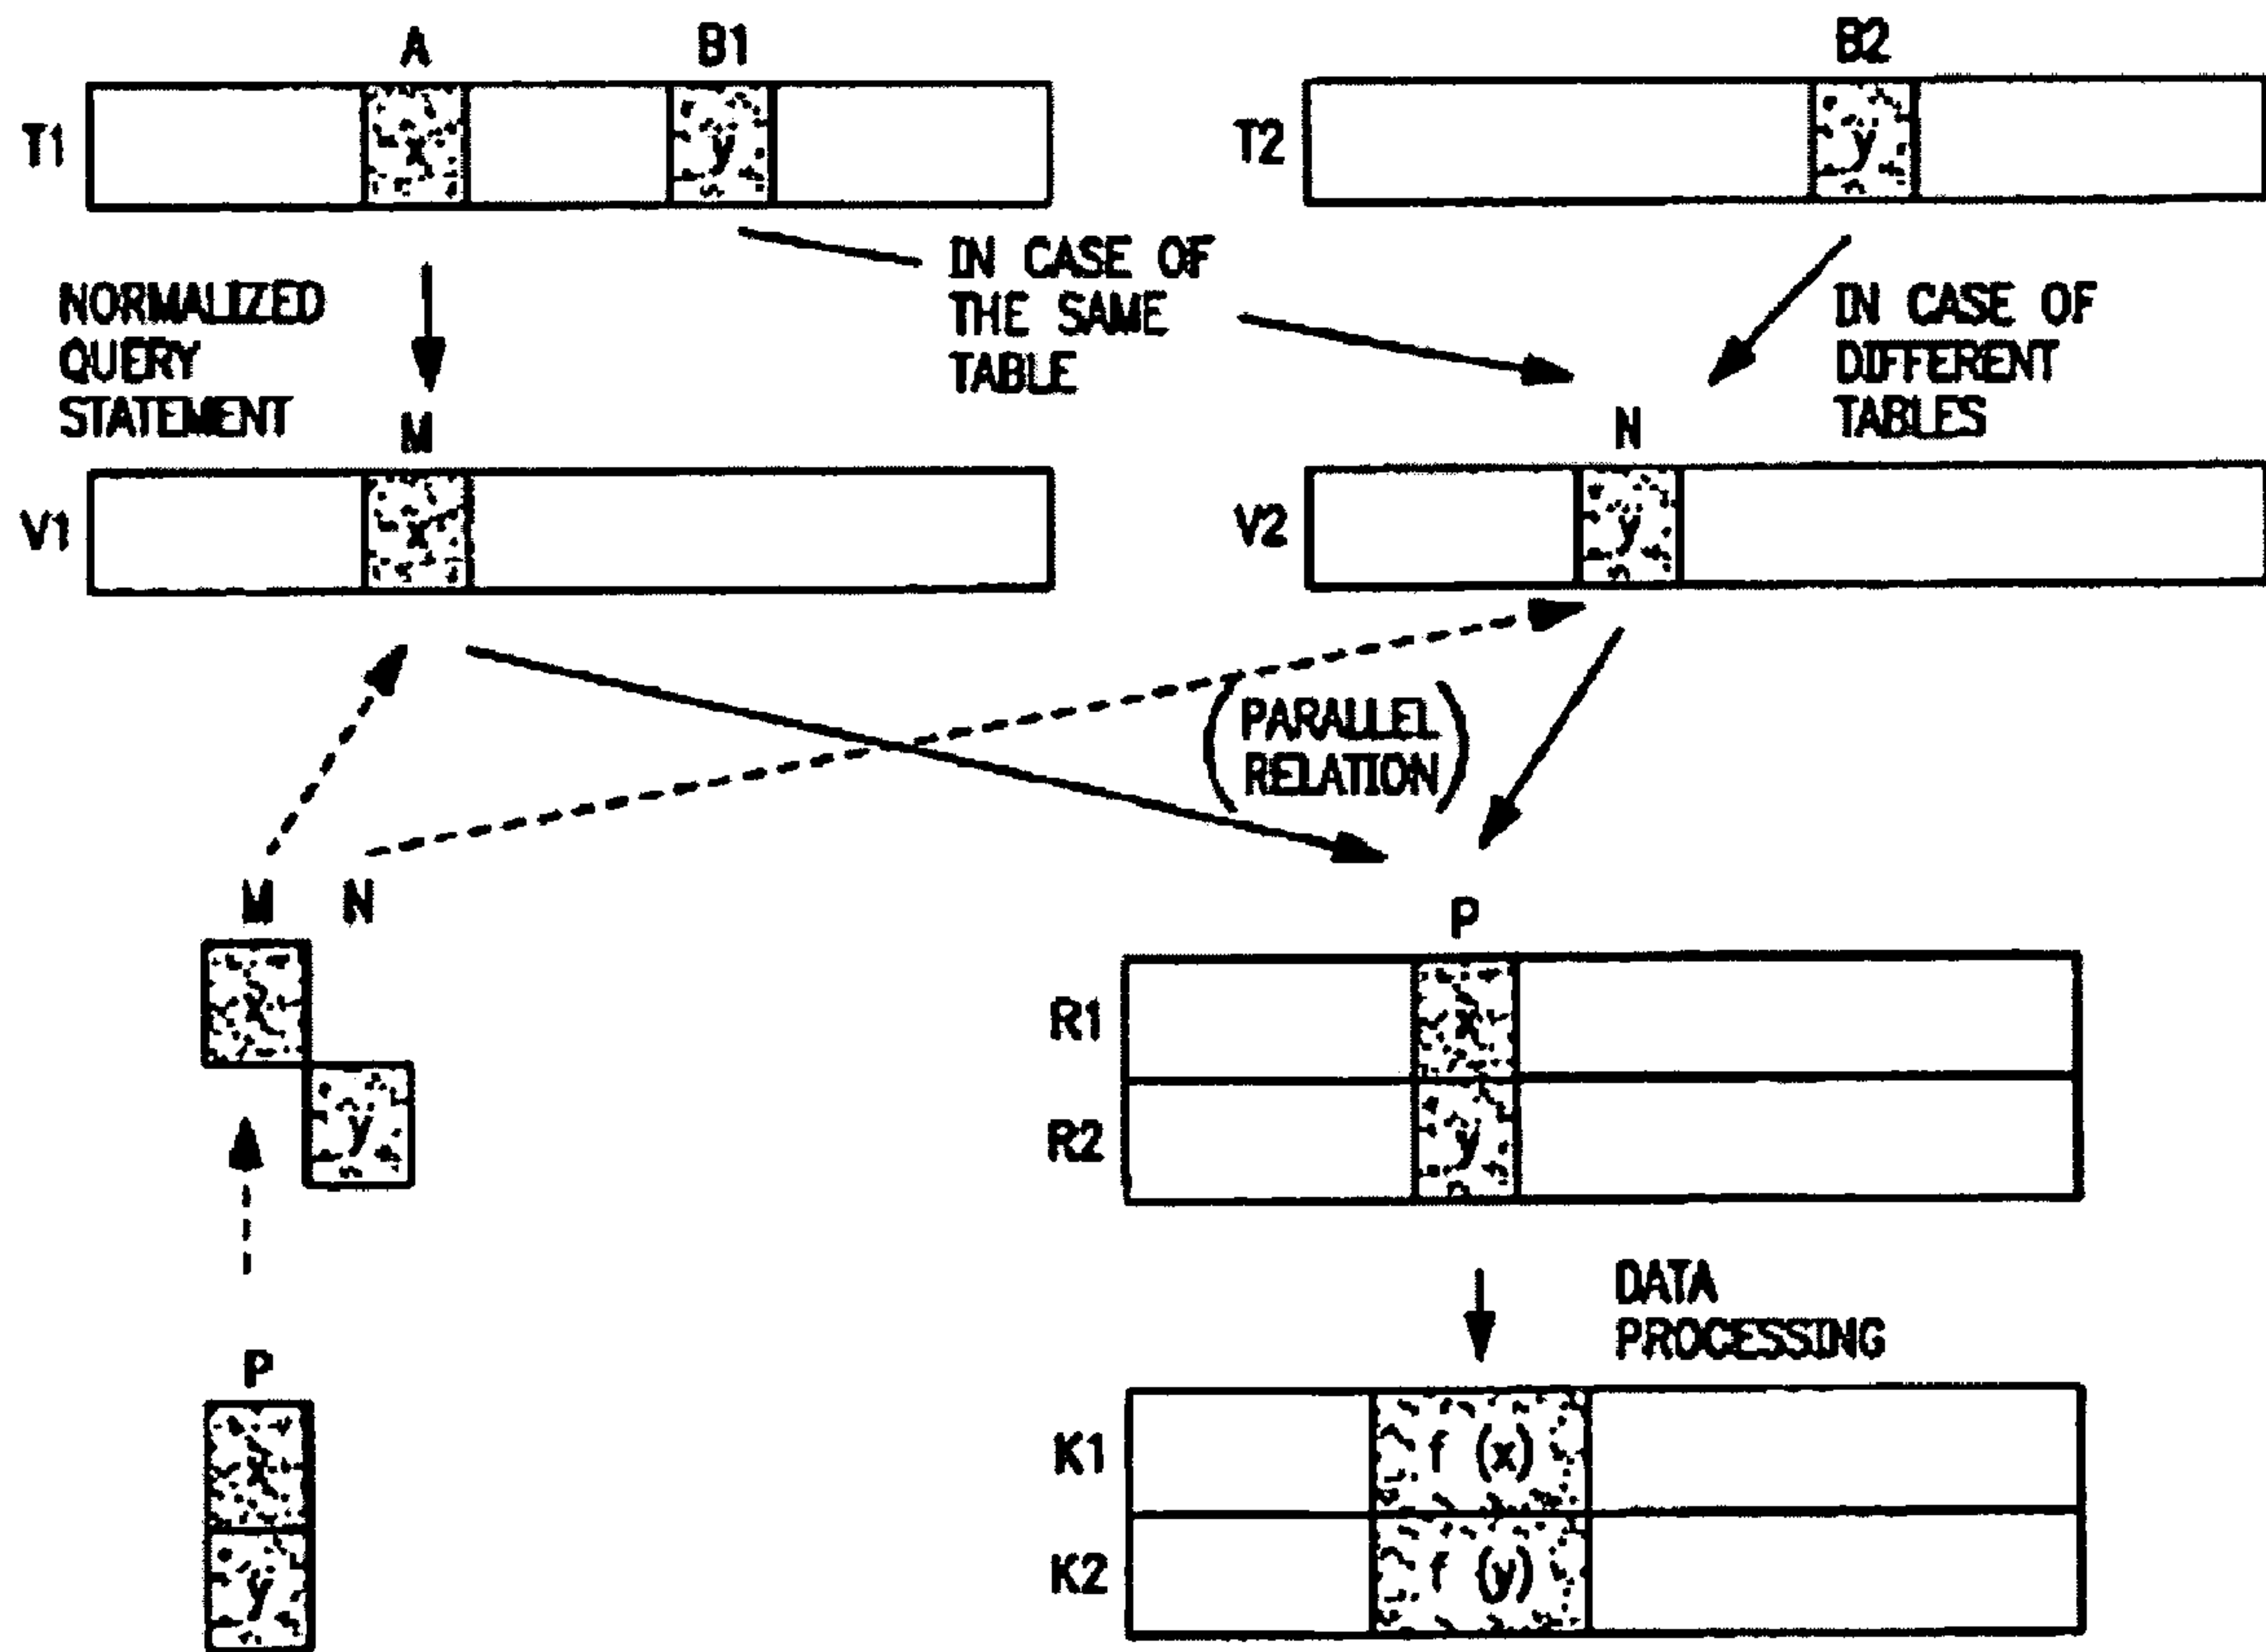 A B1 B2
T1 x y T2 y
IN CASE OF
THE SAME
TABLE
NORMALIZED
QUERY
STATEMENT
IN CASE OF
DIFFERENT
TABLES
M N
V1 x V2 y
(PARALLEL
RELATION)
M N
x
y
P
R1 x
R2 y
DATA
PROCESSING
P
x
y
K1 f (x)
K2 f (y)